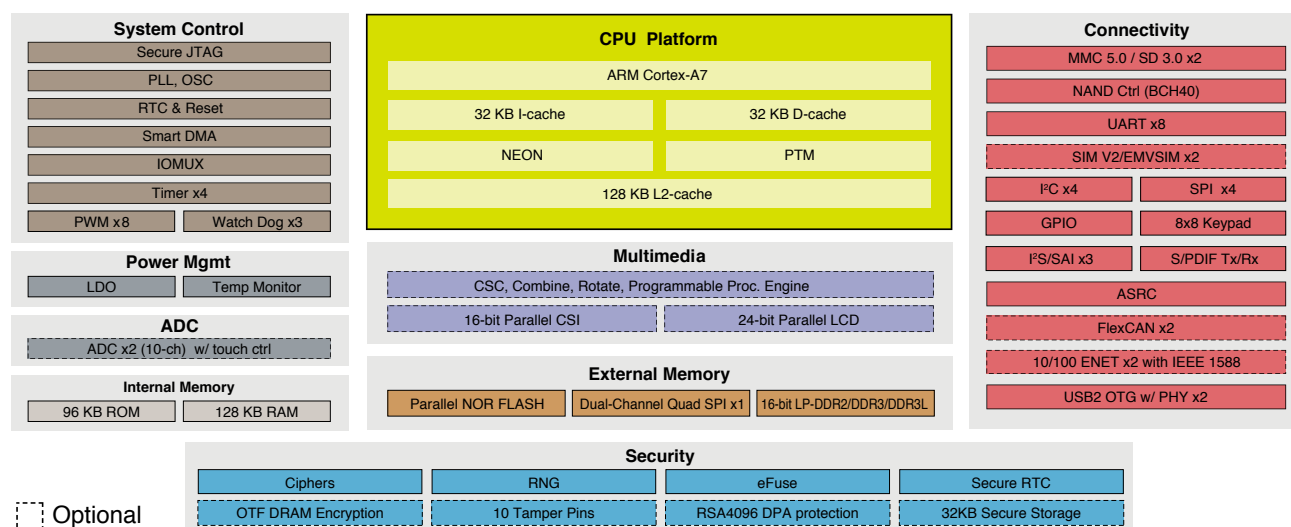 System Control
Secure JTAG
PLL, OSC
RTC & Reset
Smart DMA
IOMUX
Timer x4
PWM x8
Watch Dog x3
Power Mgmt
LDO
Temp Monitor
ADC
ADC x2 (10-ch) w/ touch ctrl
Internal Memory
96 KB ROM
128 KB RAM
CPU Platform
ARM Cortex-A7
32 KB I-cache
32 KB D-cache
NEON
PTM
128 KB L2-cache
Multimedia
CSC, Combine, Rotate, Programmable Proc. Engine
16-bit Parallel CSI
24-bit Parallel LCD
External Memory
Parallel NOR FLASH
Dual-Channel Quad SPI x1
16-bit LP-DDR2/DDR3/DDR3L
Connectivity
MMC 5.0 / SD 3.0 x2
NAND Ctrl (BCH40)
UART x8
SIM V2/EMVSIM x2
I²C x4
SPI x4
GPIO
8x8 Keypad
I²S/SAI x3
S/PDIF Tx/Rx
ASRC
FlexCAN x2
10/100 ENET x2 with IEEE 1588
USB2 OTG w/ PHY x2
Security
Ciphers
RNG
eFuse
Secure RTC
OTF DRAM Encryption
10 Tamper Pins
RSA4096 DPA protection
32KB Secure Storage
Optional